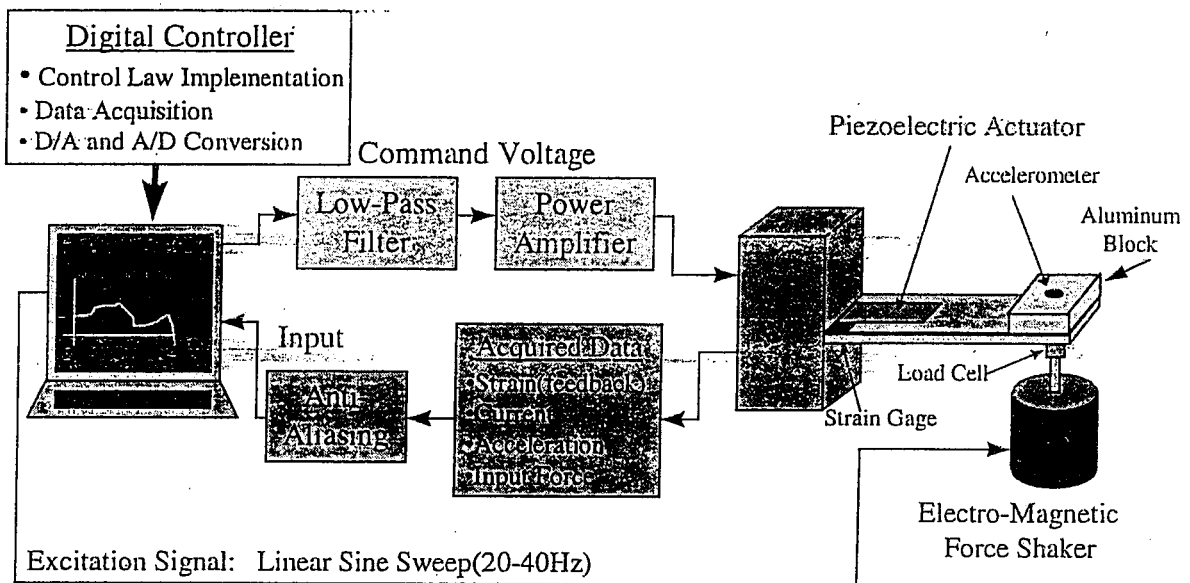 Digital Controller
• Control Law Implementation
• Data Acquisition
• D/A and A/D Conversion
Command Voltage
Low-Pass
Filter
Power
Amplifier
Piezoelectric Actuator
Accelerometer
Aluminum
Block
Input
Anti-
Aliasing
Acquired Data
•Strain(feedback)
•Current
•Acceleration
•Input Force
Load Cell
Strain Gage
Electro-Magnetic
Force Shaker
Excitation Signal: Linear Sine Sweep(20-40Hz)